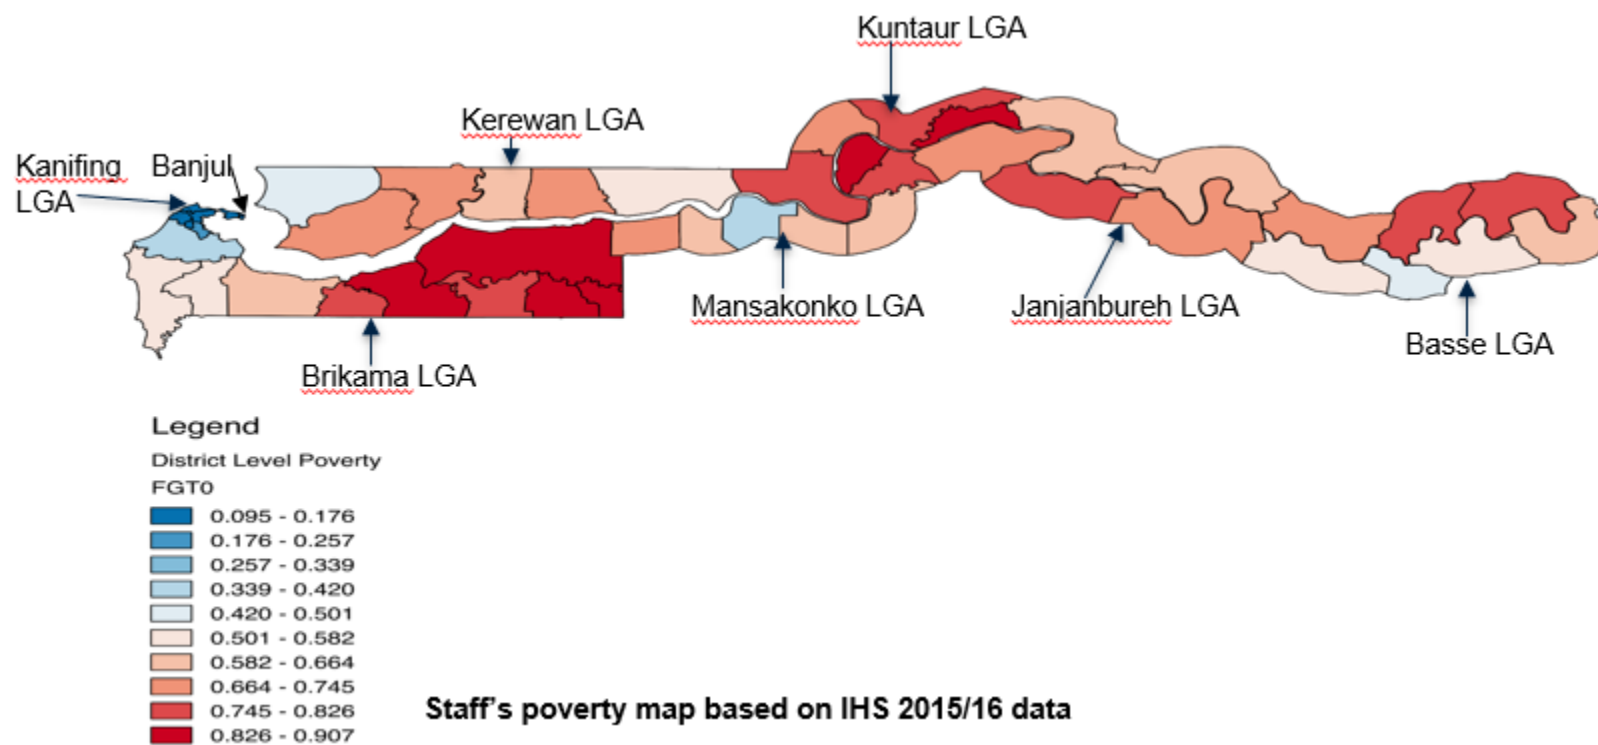 Kuntaur LGA
Kerewan LGA
Kanifing
LGA
Banjul
Mansakonko LGA
Janjanbureh LGA
Basse LGA
Brikama LGA
Legend
District Level Poverty
FGT0
0.095 - 0.176
0.176 - 0.257
0.257 - 0.339
0.339 - 0.420
0.420 - 0.501
0.501 - 0.582
0.582 - 0.664
0.664 - 0.745
0.745 - 0.826
0.826 - 0.907
Staff's poverty map based on IHS 2015/16 data